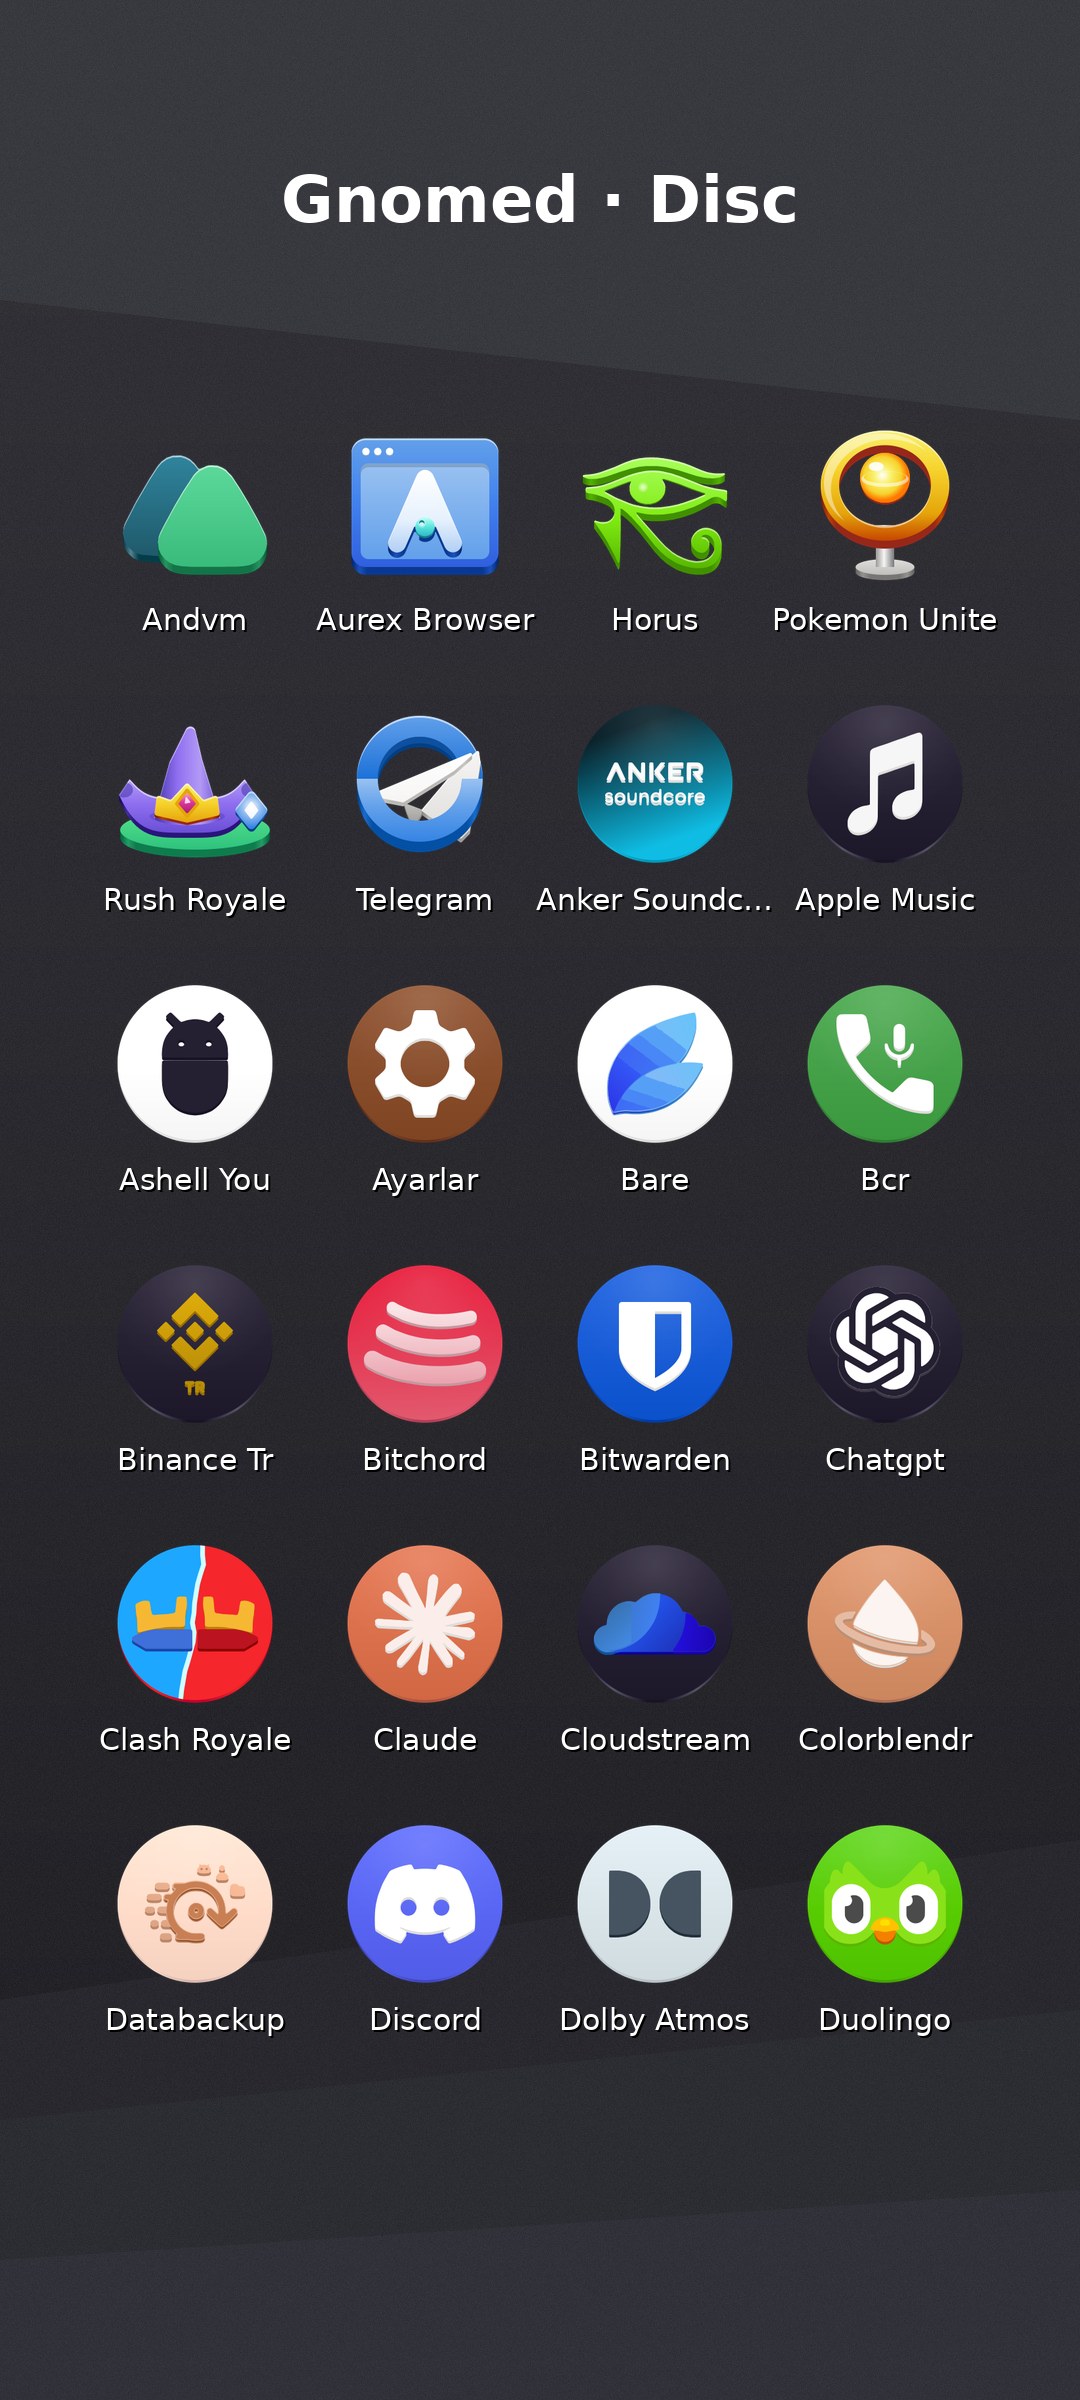 Gnomed · Disc
Andvm
Aurex Browser
Horus
Pokemon Unite
ANKER
soundcore
Rush Royale
Telegram
Anker Soundc...
Apple Music
Ashell You
Ayarlar
Bare
Bcr
TR
Binance Tr
Bitchord
Bitwarden
Chatgpt
Clash Royale
Claude
Cloudstream
Colorblendr
Databackup
Discord
Dolby Atmos
Duolingo